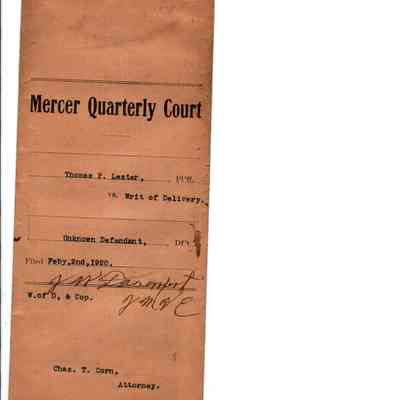 Mercer Quarterly Court
Thomas P. Lester, Pltf.
vs. Writ of Delivery.
Unknown Defendant, Dft.
Filed Feby,2nd,1920.
J W Davenport
W.of D, & Cop. J M Q C
Chas. T. Corn,
Attorney.